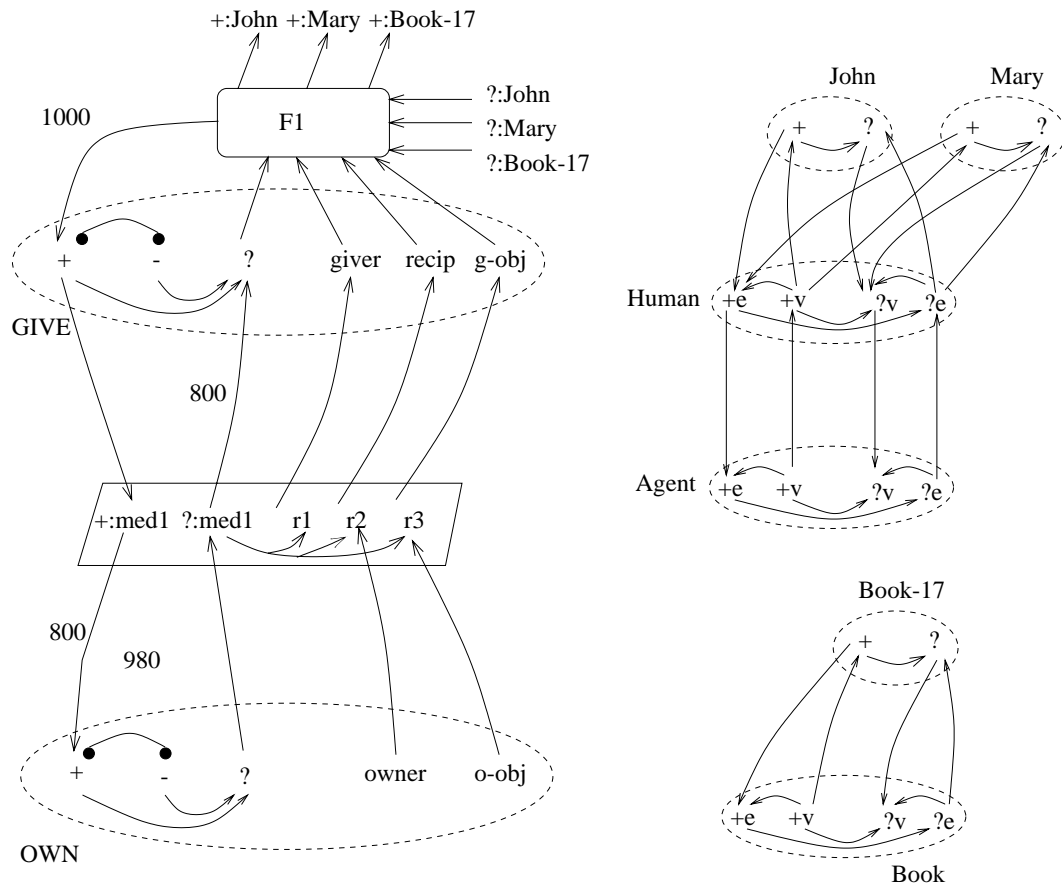 +:John +:Mary +:Book-17
1000
F1
?:John
?:Mary
?:Book-17
+ - ? giver recip g-obj
GIVE
800
+:med1 ?:med1 r1 r2 r3
800
980
+ - ? owner o-obj
OWN
John Mary
+ ? + ?
Human +e +v ?v ?e
Agent +e +v ?v ?e
Book-17
+ ?
+e +v ?v ?e
Book